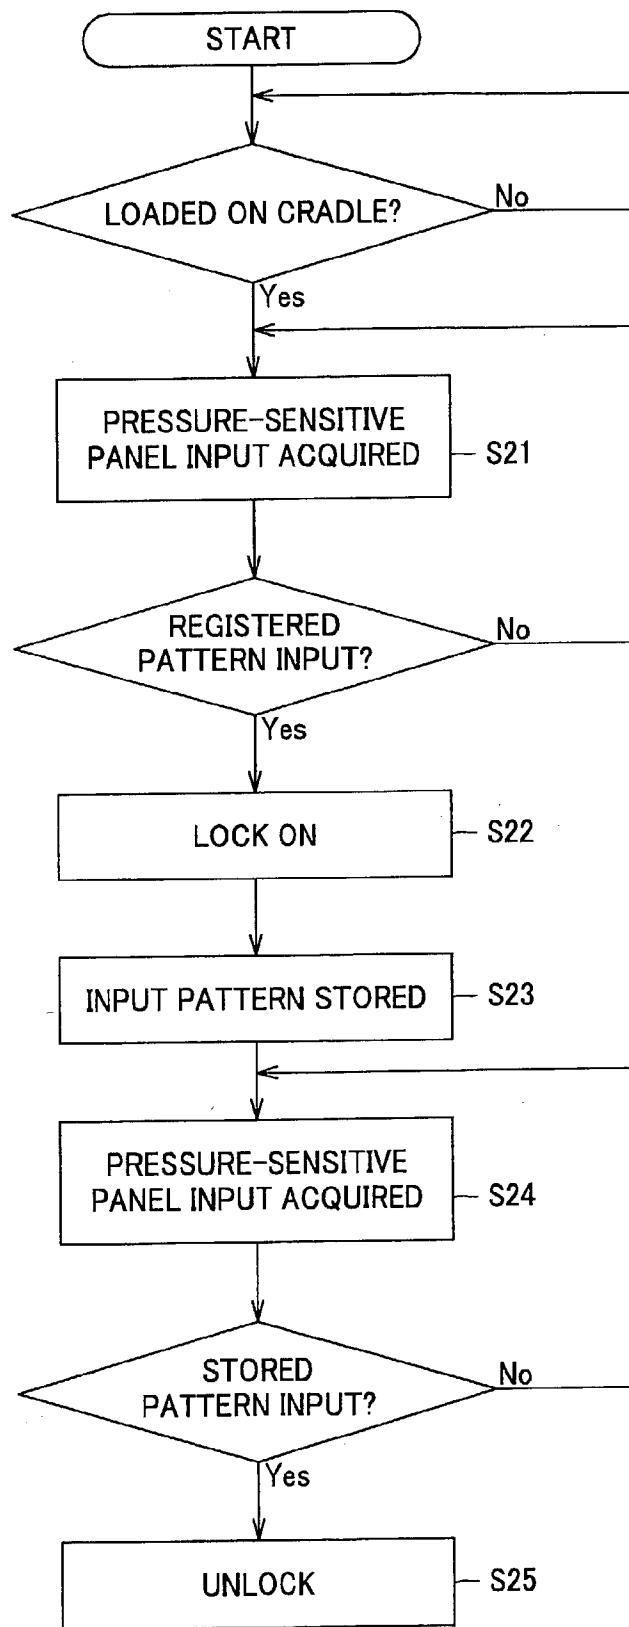 START
LOADED ON CRADLE?
No
Yes
PRESSURE-SENSITIVE
PANEL INPUT ACQUIRED
S21
REGISTERED
PATTERN INPUT?
No
Yes
LOCK ON
S22
INPUT PATTERN STORED
S23
PRESSURE-SENSITIVE
PANEL INPUT ACQUIRED
S24
STORED
PATTERN INPUT?
No
Yes
UNLOCK
S25